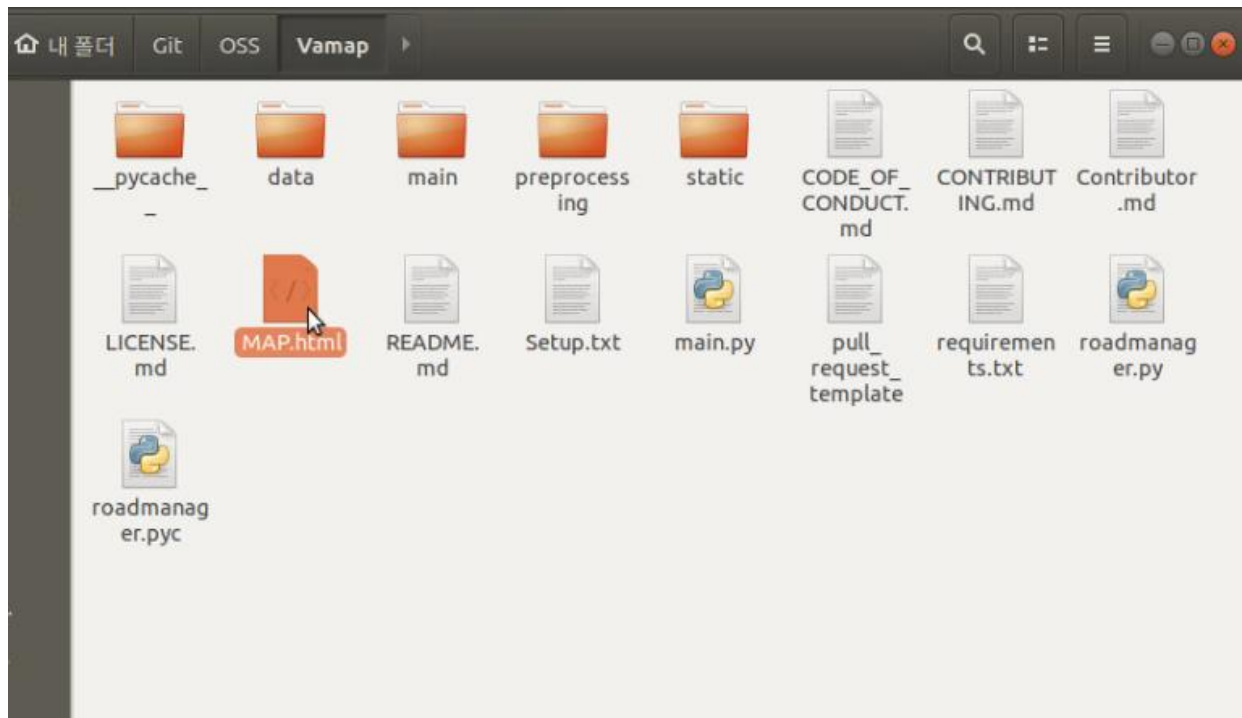 내 폴더 Git OSS Vamap
__pycache_ data main preprocess static CODE_OF_ CONTRIBUT Contributor
_ ing CONDUCT. ING.md .md
md
LICENSE. MAP.html README. Setup.txt main.py pull_ requiremen roadmanag
md md request_ ts.txt er.py
template
roadmanag
er.pyc